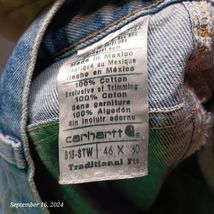 Made in Mexico
Fabriqué au Mexique
Hecho en México
100% Cotton
Exclusive of Trimming
100% Coton
Sans garniture
100% Algodón
sin incluir adorno
carhartt
B18-STW 46 X 30
Traditional Fit
September 16, 2024